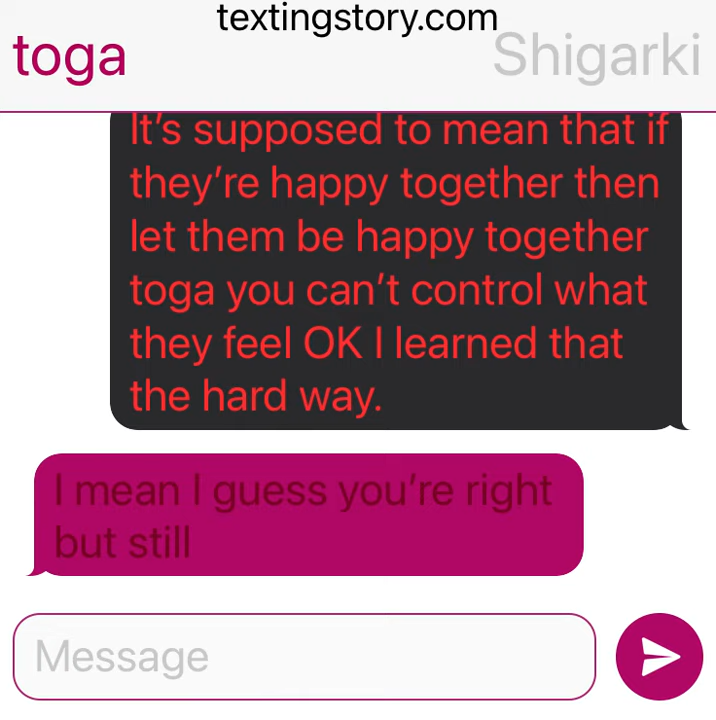 textingstory.com
toga Shigarki
It's supposed to mean that if
they're happy together then
let them be happy together
toga you can't control what
they feel OK I learned that
the hard way.
I mean I guess you're right
but still
Message